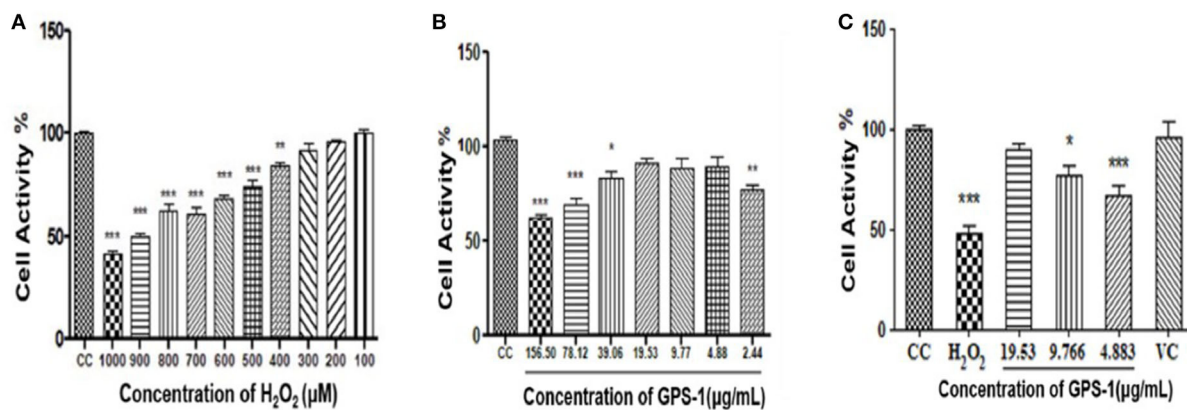 A
150
100
50
0
Cell Activity %
***
***
***
***
***
***
**
CC 1000 900 800 700 600 500 400 300 200 100
Concentration of H₂O₂ (μM)
B
150
100
50
0
Cell Activity %
***
***
*
**
CC 156.50 78.12 39.06 19.53 9.77 4.88 2.44
Concentration of GPS-1(μg/mL)
C
150
100
50
0
Cell Activity %
***
*
***
CC H₂O₂ 19.53 9.766 4.883 VC
Concentration of GPS-1(μg/mL)